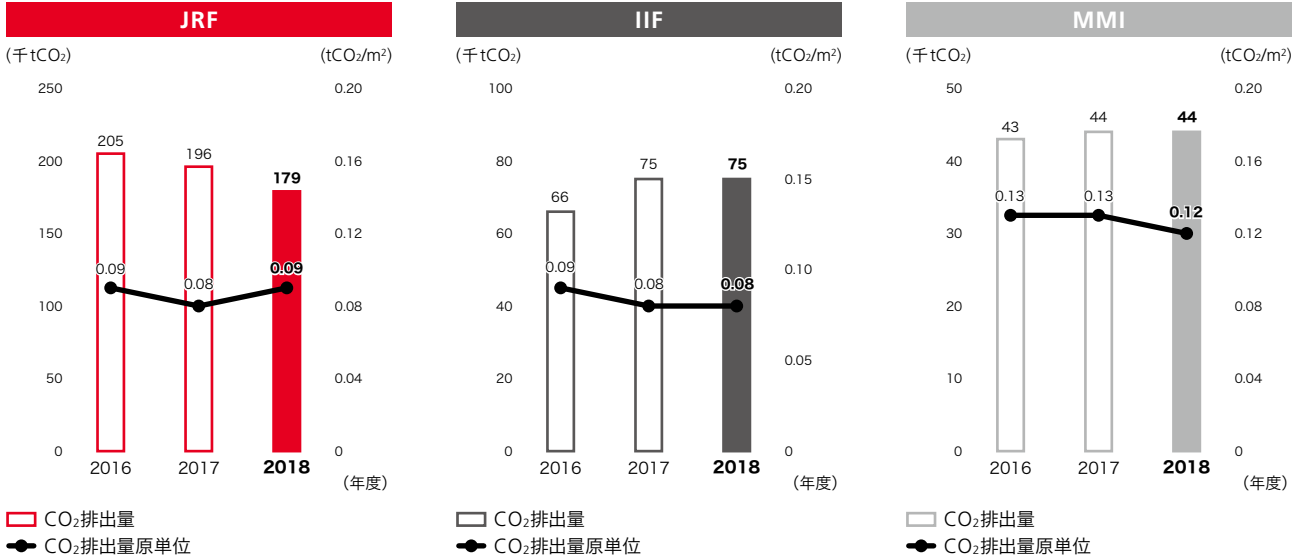 JRF
(千tCO₂) (tCO₂/m²)
250 0.20
205
196
200 0.16
179
150 0.12
0.09 0.08 0.09
100 0.08
50 0.04
0 0
2016 2017 2018
(年度)
CO₂排出量
CO₂排出量原単位
IIF
(千tCO₂) (tCO₂/m²)
100 0.20
80 75 75
0.15
66
60
0.09 0.08 0.08
0.10
40
0.05
20
0 0
2016 2017 2018
(年度)
CO₂排出量
CO₂排出量原単位
MMI
(千tCO₂) (tCO₂/m²)
50 0.20
43 44 44
40 0.16
0.13 0.13 0.12
30 0.12
20 0.08
10 0.04
0 0
2016 2017 2018
(年度)
CO₂排出量
CO₂排出量原単位